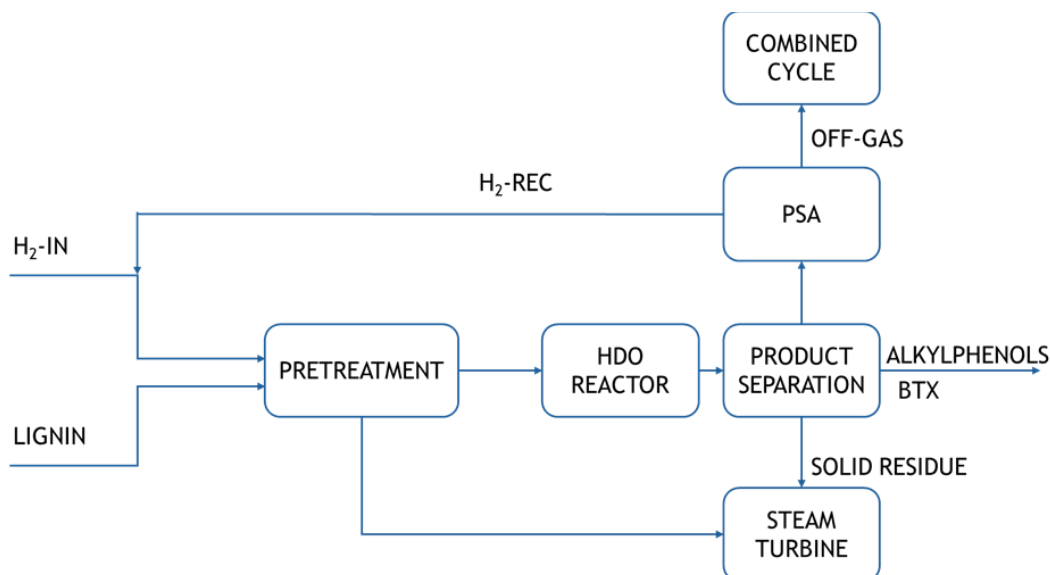 COMBINED
CYCLE
OFF-GAS
H₂-REC
PSA
H₂-IN
PRETREATMENT
HDO
REACTOR
PRODUCT
SEPARATION
ALKYLPHENOLS
BTX
LIGNIN
SOLID RESIDUE
STEAM
TURBINE